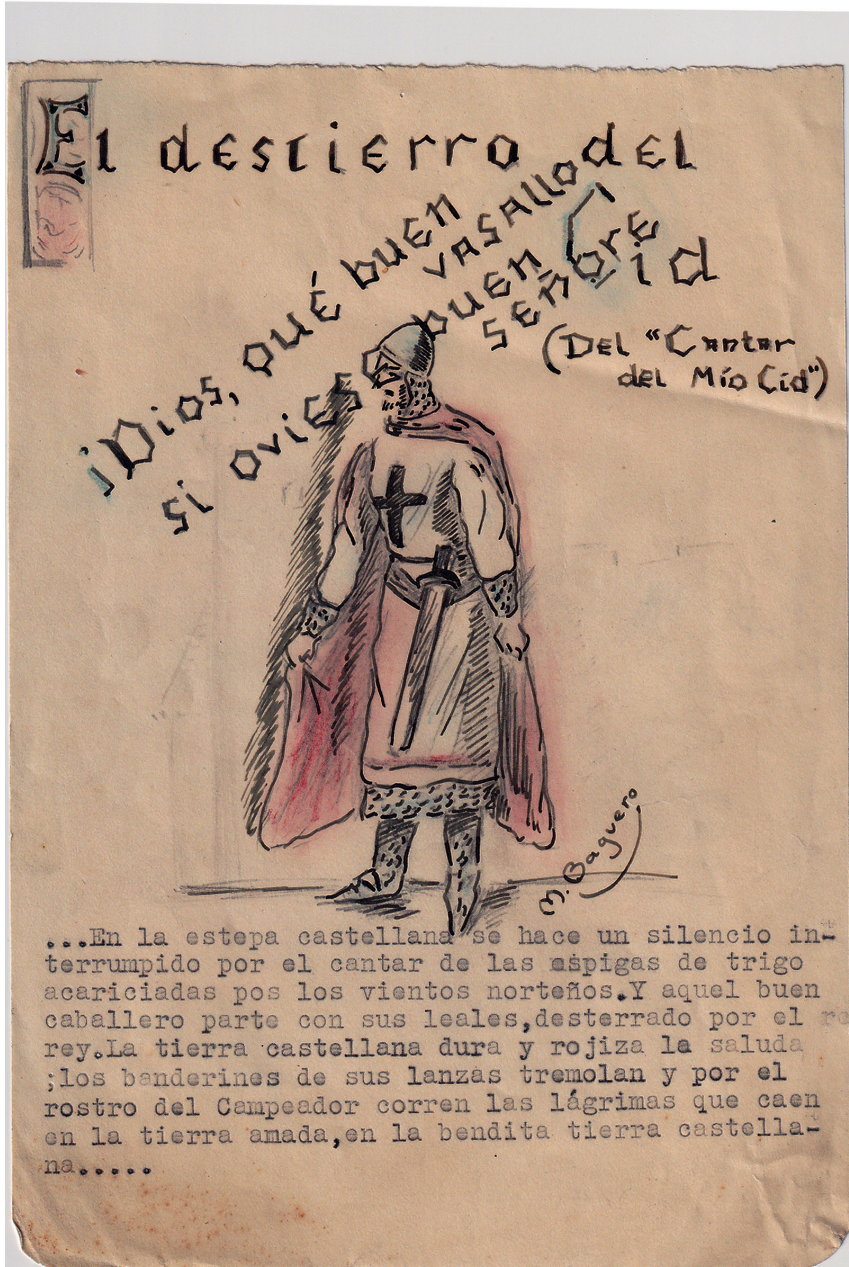 El destierro del
Cid
(Del "Cantar
del Mío Cid")
¡Dios, qué buen vasallo
si oviese buen señore
M. Baquero
...En la estepa castellana se hace un silencio in-
terrumpido por el cantar de las espigas de trigo
acariciadas pos los vientos norteños.Y aquel buen
caballero parte con sus leales,desterrado por el re
rey.La tierra castellana dura y rojiza la saluda
;los banderines de sus lanzas tremolan y por el
rostro del Campeador corren las lágrimas que caen
en la tierra amada,en la bendita tierra castella-
na.....